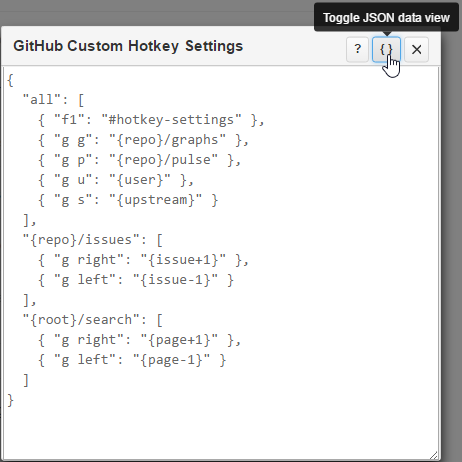 Toggle JSON data view
GitHub Custom Hotkey Settings
? {} ×
{
  "all": [
    { "f1": "#hotkey-settings" },
    { "g g": "{repo}/graphs" },
    { "g p": "{repo}/pulse" },
    { "g u": "{user}" },
    { "g s": "{upstream}" }
  ],
  "{repo}/issues": [
    { "g right": "{issue+1}" },
    { "g left": "{issue-1}" }
  ],
  "{root}/search": [
    { "g right": "{page+1}" },
    { "g left": "{page-1}" }
  ]
}